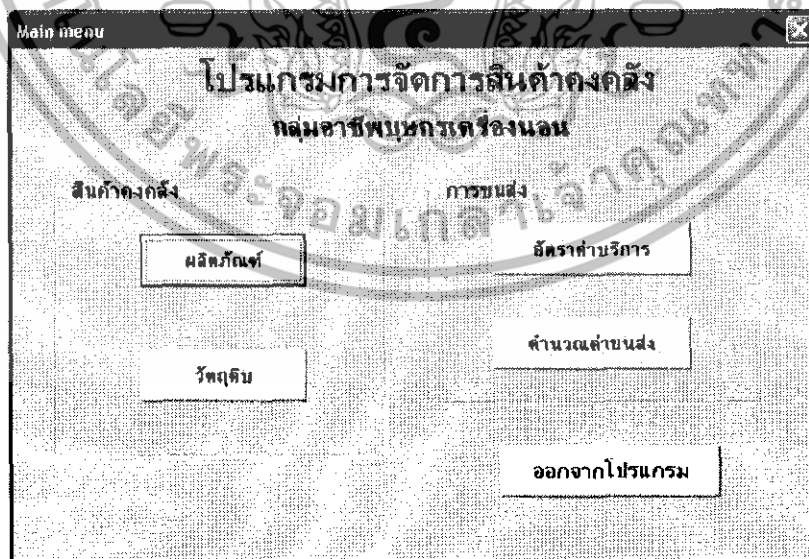 Main menu
โปรแกรมการจัดการสินค้าคงคลัง
กลุ่มอาชีพบุษกรเครื่องนอน
สินค้าคงคลัง
การขนส่ง
ผลิตภัณฑ์
อัตราค่าบริการ
วัตถุดิบ
คำนวณค่าขนส่ง
ออกจากโปรแกรม